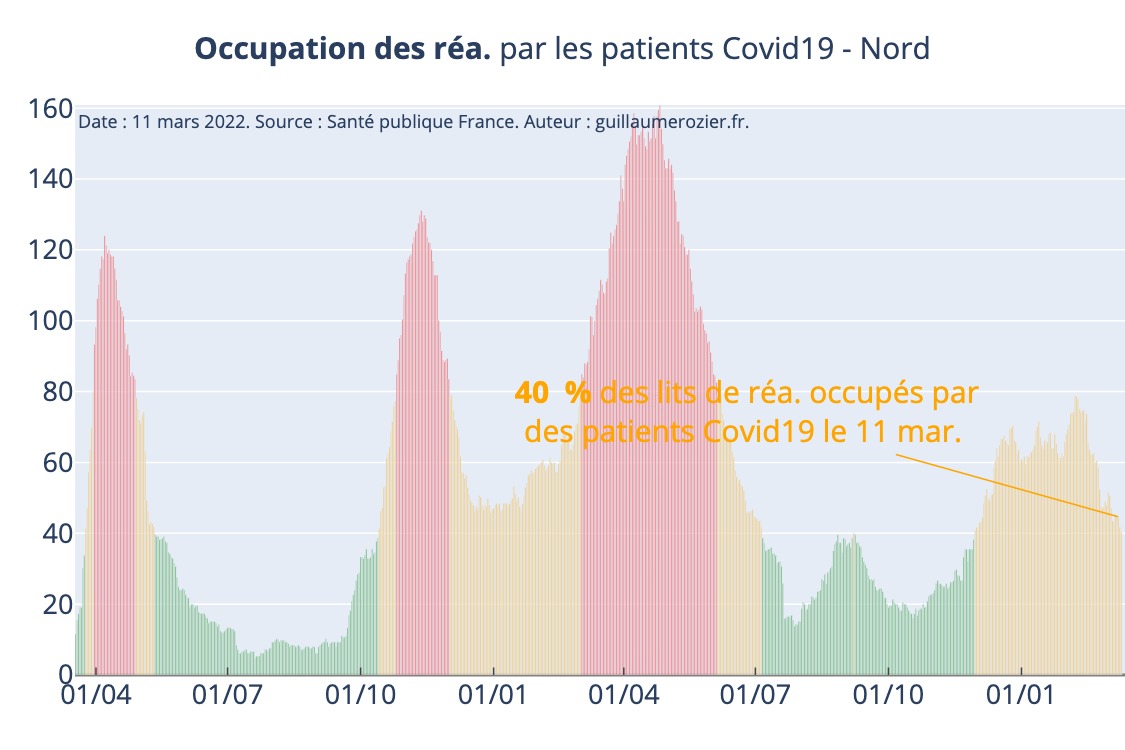 Occupation des réa. par les patients Covid19 - Nord
160
Date : 11 mars 2022. Source : Santé publique France. Auteur : guillaumerozier.fr.
140
120
100
80
40 % des lits de réa. occupés par
des patients Covid19 le 11 mar.
60
40
20
0
01/04 01/07 01/10 01/01 01/04 01/07 01/10 01/01